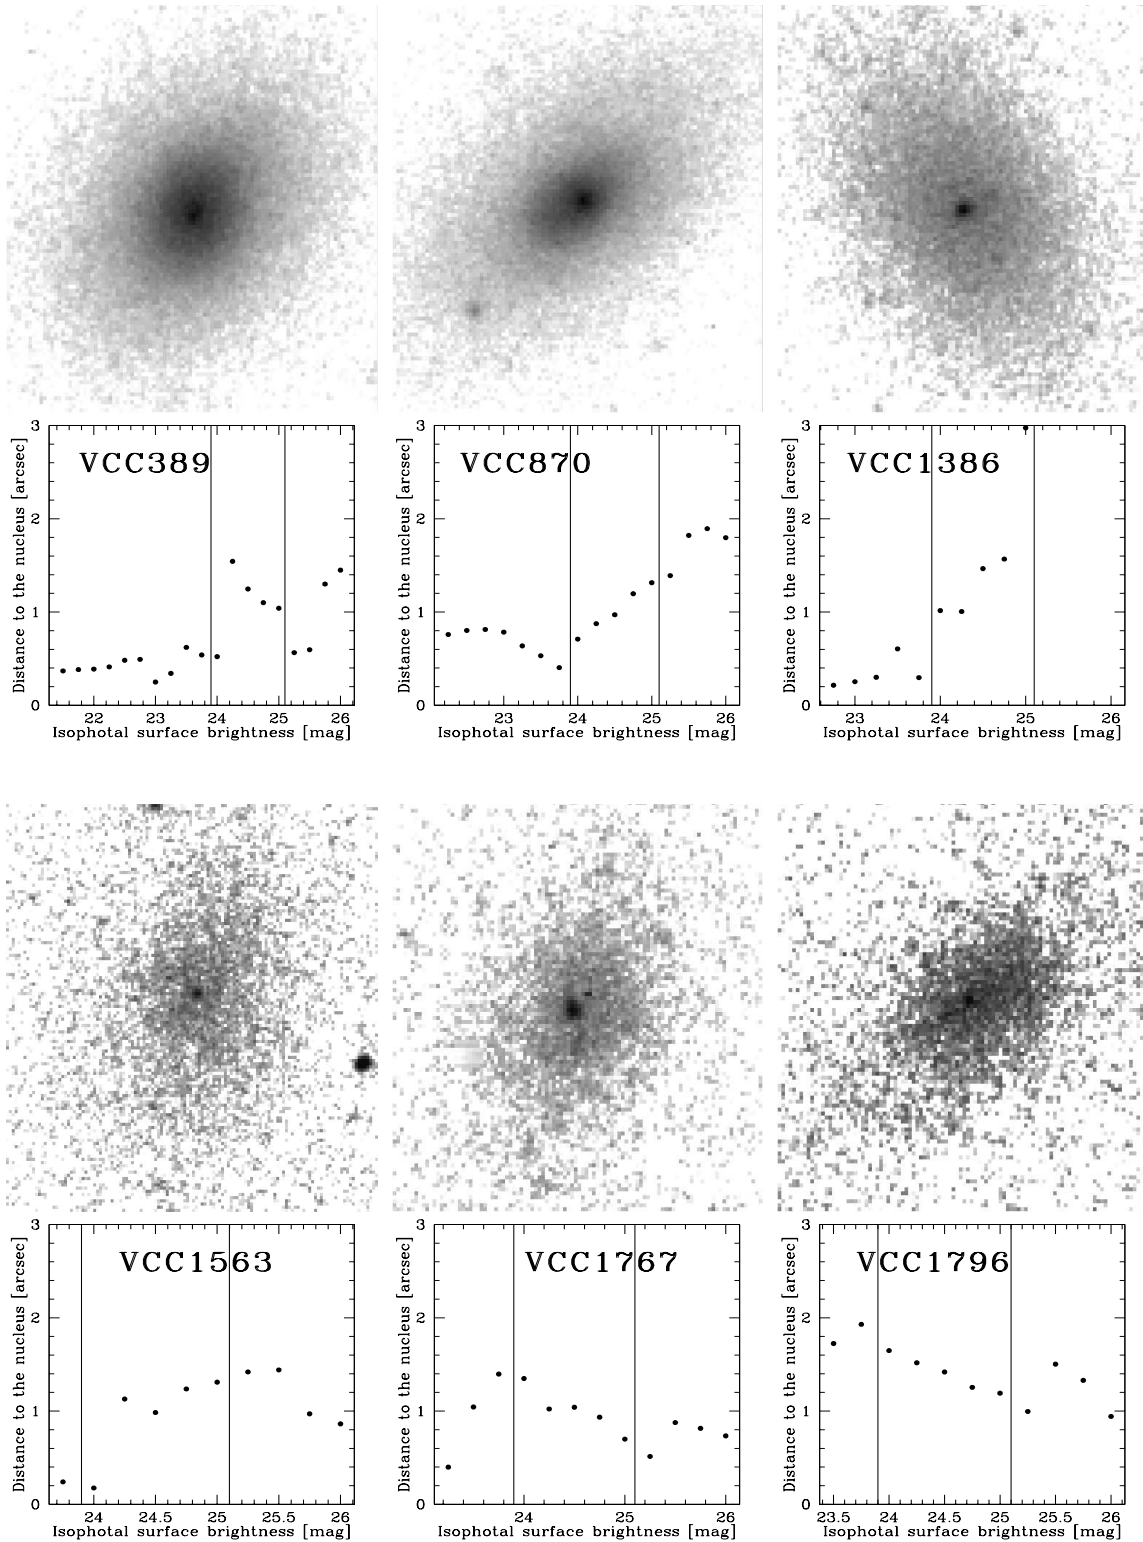 3
2
1
0
Distance to the nucleus [arcsec]
VCC389
22 23 24 25 26
Isophotal surface brightness [mag]
3
2
1
0
Distance to the nucleus [arcsec]
VCC870
23 24 25 26
Isophotal surface brightness [mag]
3
2
1
0
Distance to the nucleus [arcsec]
VCC1386
23 24 25 26
Isophotal surface brightness [mag]
3
2
1
0
Distance to the nucleus [arcsec]
VCC1563
24 24.5 25 25.5 26
Isophotal surface brightness [mag]
3
2
1
0
Distance to the nucleus [arcsec]
VCC1767
24 25 26
Isophotal surface brightness [mag]
3
2
1
0
Distance to the nucleus [arcsec]
VCC1796
23.5 24 24.5 25 25.5 26
Isophotal surface brightness [mag]